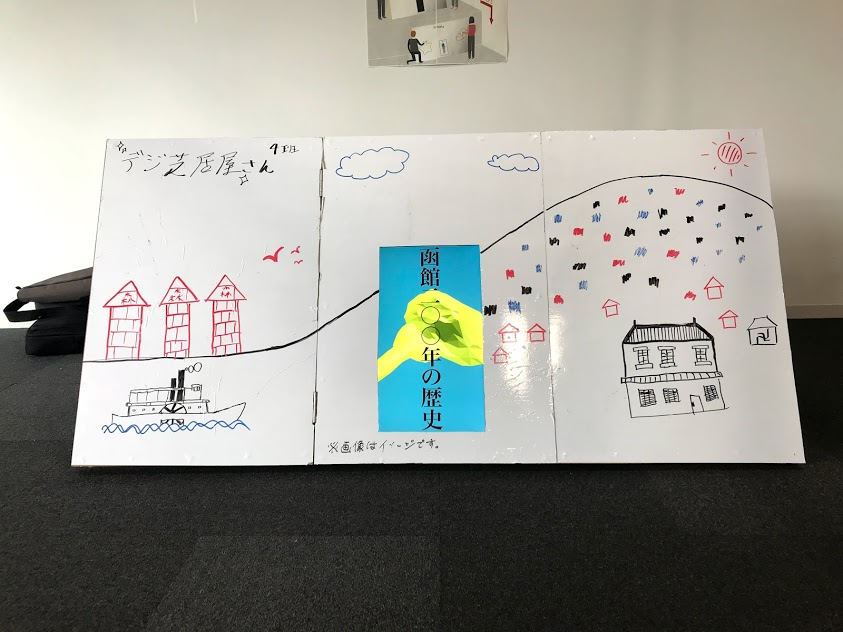 デジ芝居屋さん
9班
函館二〇〇年の歴史
※画像はイメージです。